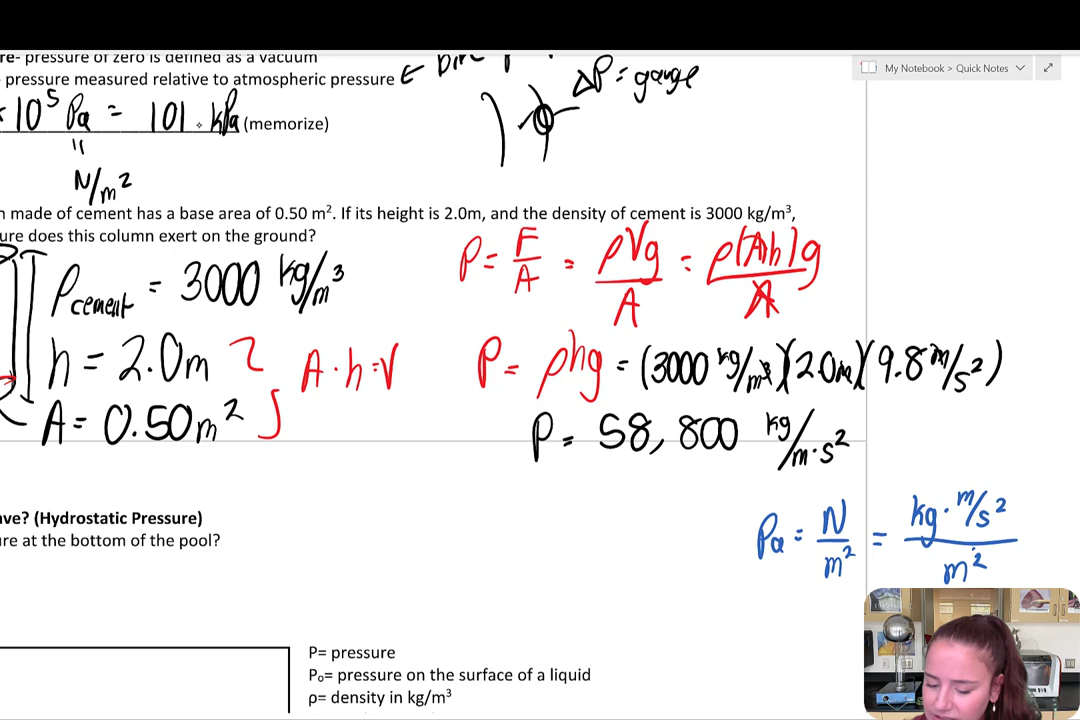 re- pressure of zero is defined as a vacuum
pressure measured relative to atmospheric pressure ←
ΔP = gauge
My Notebook > Quick Notes
10⁵ Pa = 101. kPa (memorize)
"
N/m²
made of cement has a base area of 0.50 m². If its height is 2.0m, and the density of cement is 3000 kg/m³,
ure does this column exert on the ground?
P = F/A = ρVg/A = ρ(A·h)g/A
ρcement = 3000 kg/m³
h = 2.0m
A·h = V
P = ρhg = (3000 kg/m³)(2.0m)(9.8 m/s²)
A = 0.50m²
P = 58,800 kg/m·s²
ave? (Hydrostatic Pressure)
re at the bottom of the pool?
Pa = N/m² = kg·m/s²/m²
P= pressure
P₀= pressure on the surface of a liquid
ρ= density in kg/m³